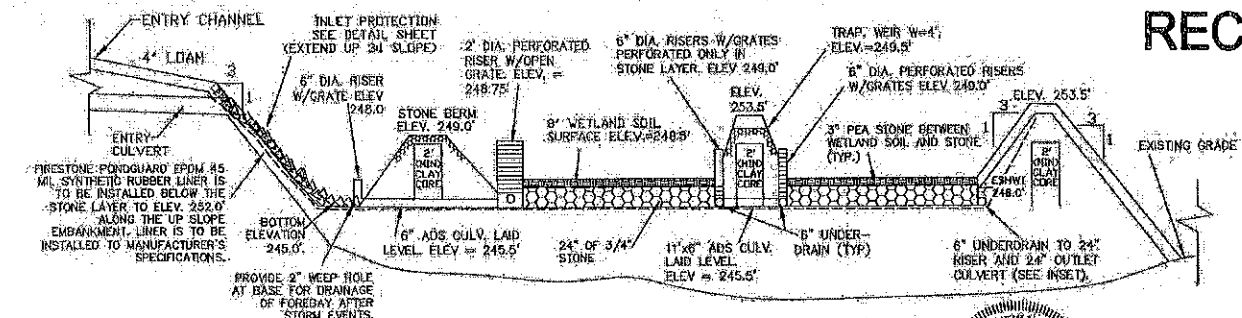 REC
ENTRY CHANNEL
4" LOAM
3
1
INLET PROTECTION
SEE DETAIL SHEET
(EXTEND UP 3:1 SLOPE)
6" DIA. RISER
W/GRATE ELEV
248.0'
2' DIA. PERFORATED
RISER W/OPEN
GRATE. ELEV. =
248.75'
STONE BERM
ELEV. 249.0'
2'
(MIN)
CLAY
CORE
8" WETLAND SOIL
SURFACE ELEV.=248.5'
6" DIA. RISERS W/GRATES
PERFORATED ONLY IN
STONE LAYER. ELEV 249.0'
ELEV.
253.5'
2'
(MIN)
CLAY
CORE
TRAP. WEIR W=4',
ELEV.=249.5'
6" DIA. PERFORATED RISERS
W/GRATES ELEV 249.0'
3" PEA STONE BETWEEN
WETLAND SOIL AND STONE
(TYP.)
ELEV. 253.5'
3
1
3
1
2'
(MIN)
CLAY
CORE
ESHWT
248.0'
EXISTING GRADE
ENTRY
CULVERT
FIRESTONE PONDGUARD EPDM 45
MIL SYNTHETIC RUBBER LINER IS
TO BE INSTALLED BELOW THE
STONE LAYER TO ELEV. 252.0'
ALONG THE UP SLOPE
EMBANKMENT. LINER IS TO BE
INSTALLED TO MANUFACTURER'S
SPECIFICATIONS.
BOTTOM
ELEVATION
245.0'
PROVIDE 2" WEEP HOLE
AT BASE FOR DRAINAGE
OF FOREBAY AFTER
STORM EVENTS.
6" ADS CULV. LAID
LEVEL. ELEV = 245.5'
24" OF 3/4"
STONE
11'x6" ADS CULV.
LAID LEVEL.
ELEV = 245.5'
6" UNDER-
DRAIN (TYP)
6" UNDERDRAIN TO 24"
RISER AND 24" OUTLET
CULVERT (SEE INSET).